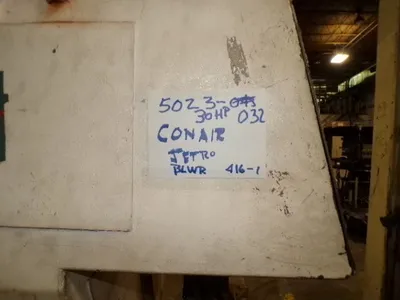 5023-
30HP 032
CONAIR
JETRO
BLWR 416-1